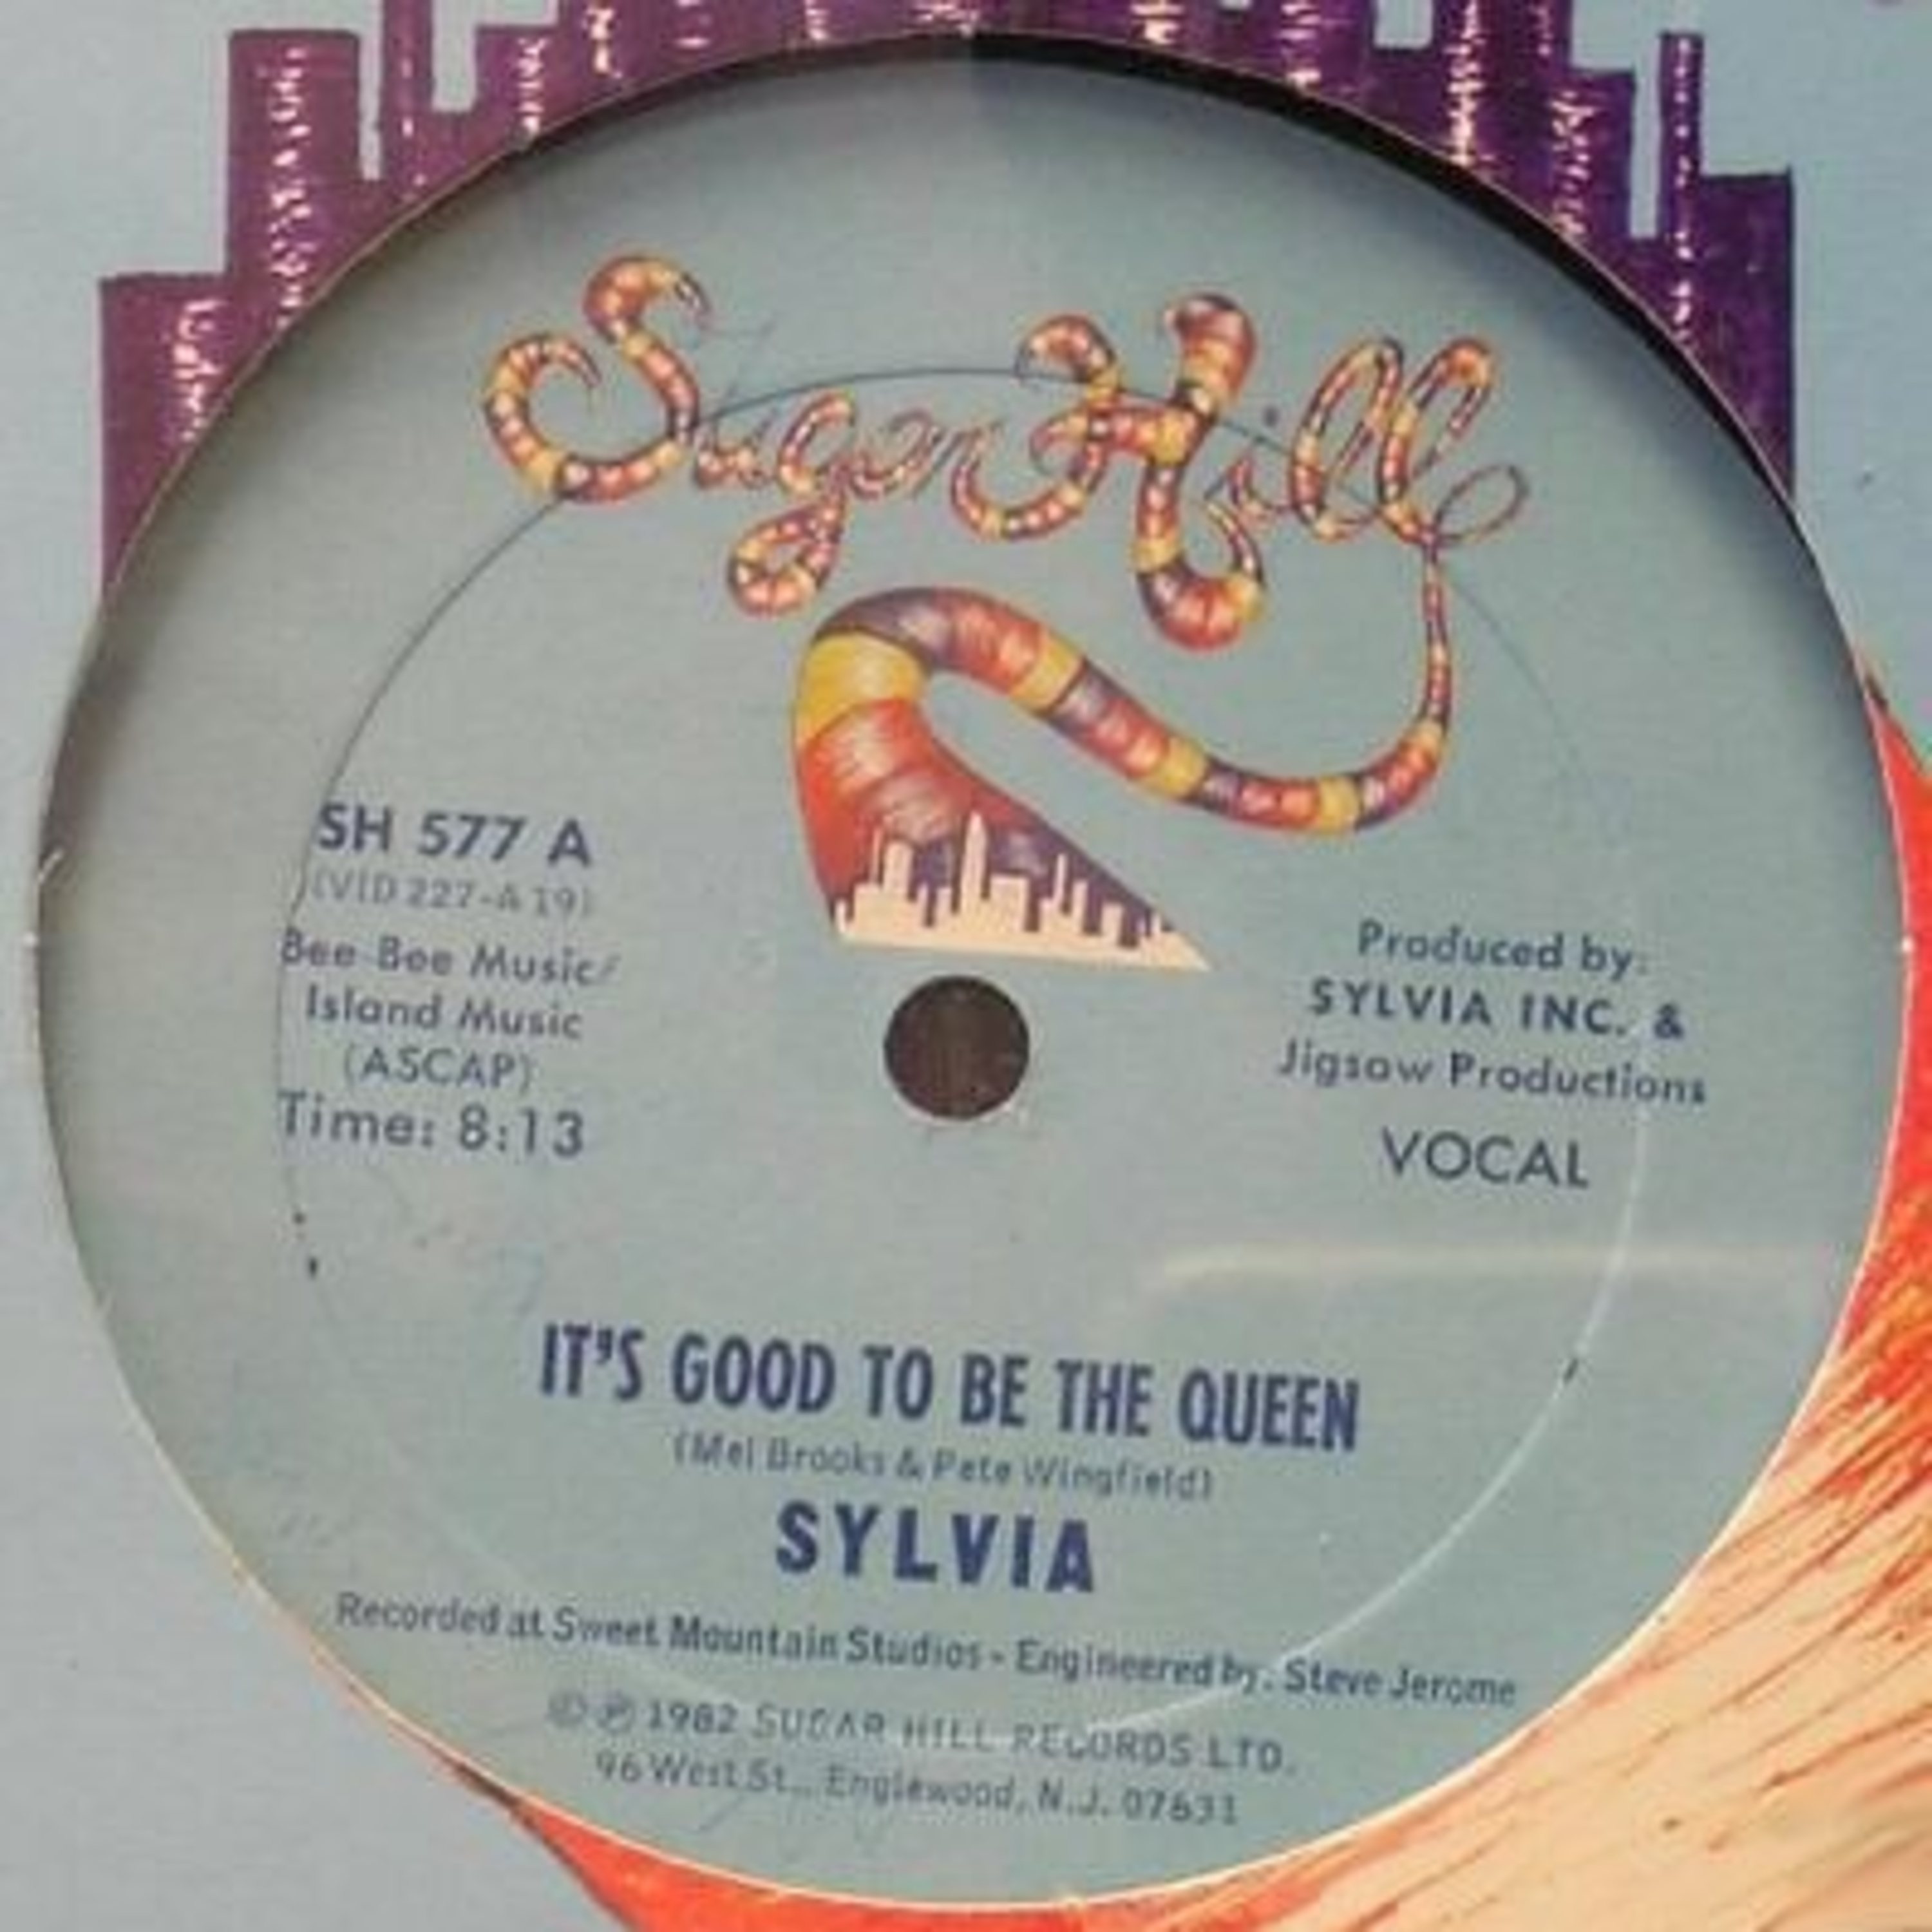 Sugar Hill
SH 577 A
(VID 227-A 19)
Bee Bee Music/
Island Music
(ASCAP)
Time: 8:13
Produced by:
SYLVIA INC. &
Jigsaw Productions
VOCAL
IT'S GOOD TO BE THE QUEEN
(Mel Brooks & Pete Wingfield)
SYLVIA
Recorded at Sweet Mountain Studios - Engineered by: Steve Jerome
© ℗ 1982 SUGAR HILL RECORDS LTD.
96 West St., Englewood, N.J. 07631